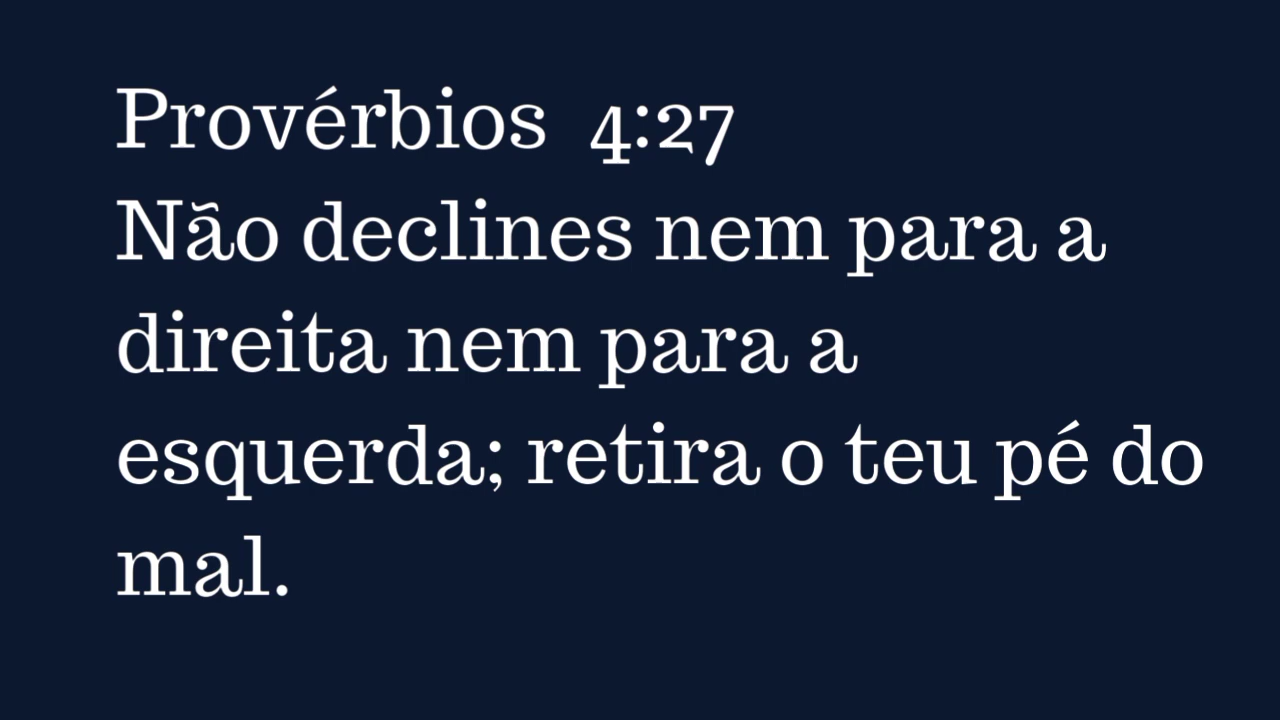 Provérbios 4:27
Não declines nem para a
direita nem para a
esquerda; retira o teu pé do
mal.